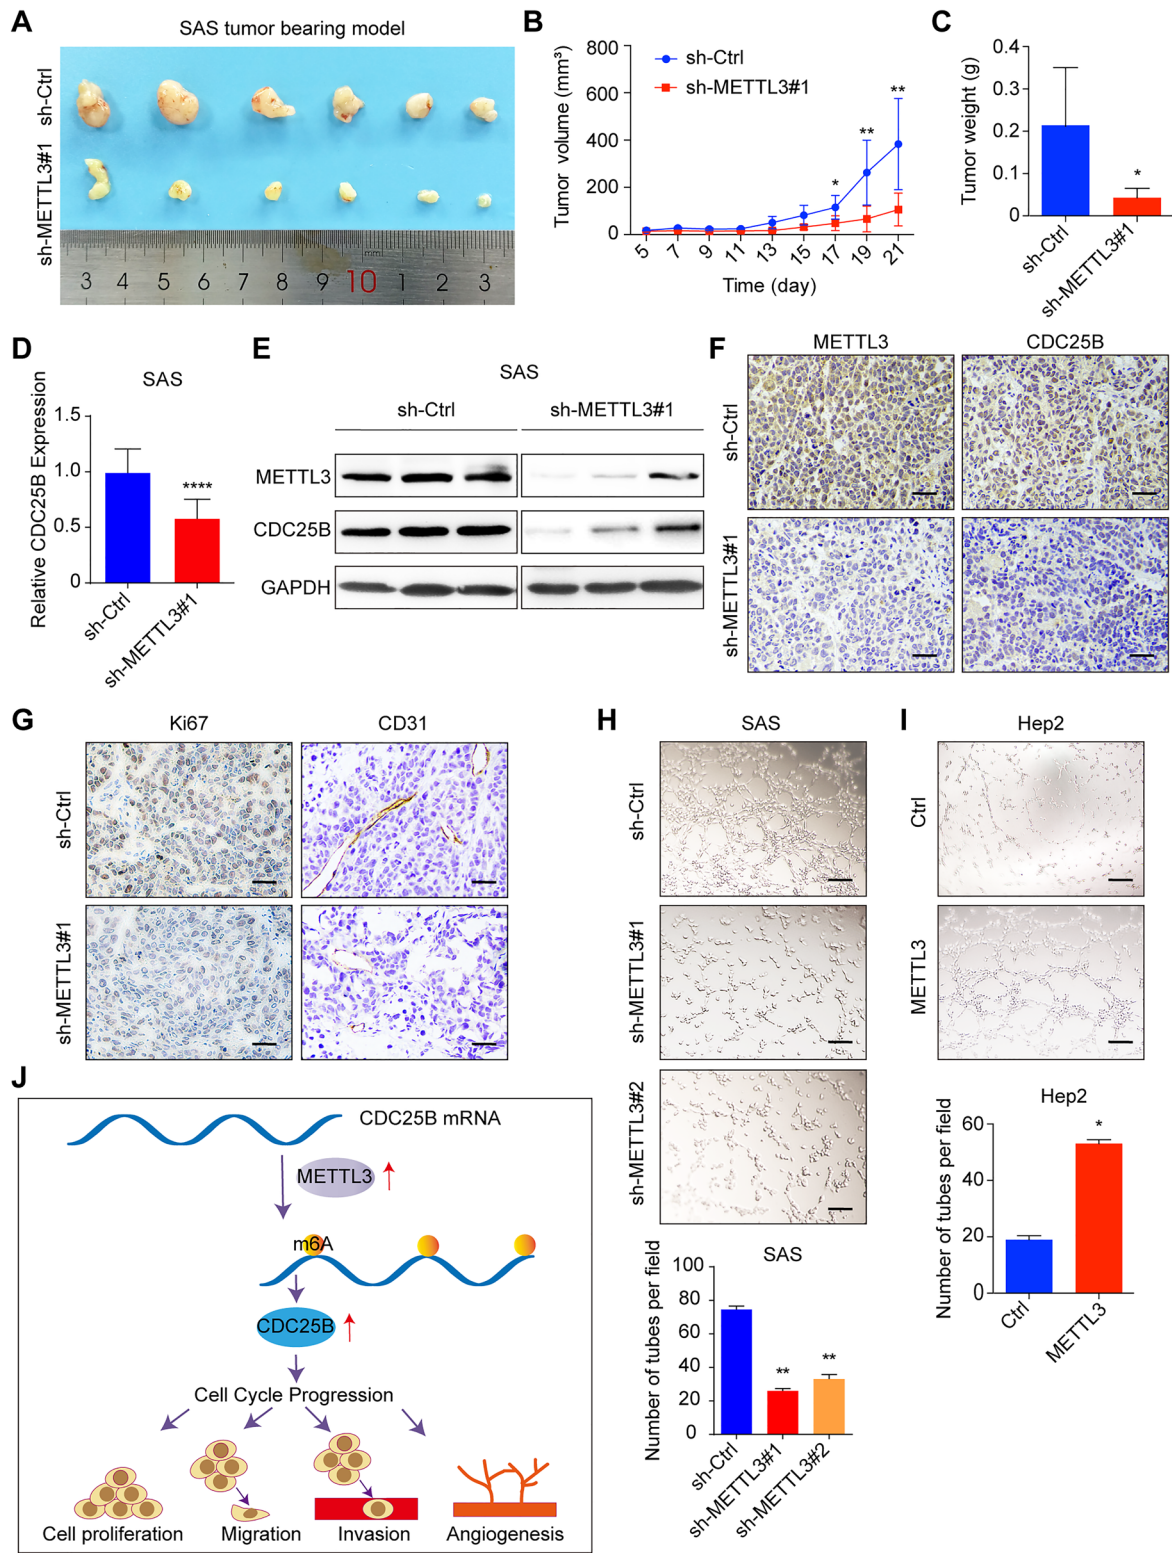 A
SAS tumor bearing model
sh-Ctrl
sh-METTL3#1
mm
3 4 5 6 7 8 9 10 1 2 3
B
Tumor volume (mm³)
800
600
400
200
0
sh-Ctrl
sh-METTL3#1
*
**
**
5 7 9 11 13 15 17 19 21
Time (day)
C
Tumor weight (g)
0.4
0.3
0.2
0.1
0
*
sh-Ctrl
sh-METTL3#1
D
SAS
Relative CDC25B Expression
1.5
1.0
0.5
0
****
sh-Ctrl
sh-METTL3#1
E
SAS
sh-Ctrl
sh-METTL3#1
METTL3
CDC25B
GAPDH
F
METTL3
CDC25B
sh-Ctrl
sh-METTL3#1
G
Ki67
CD31
sh-Ctrl
sh-METTL3#1
H
SAS
sh-Ctrl
sh-METTL3#1
sh-METTL3#2
SAS
Number of tubes per field
100
80
60
40
20
0
**
**
sh-Ctrl
sh-METTL3#1
sh-METTL3#2
I
Hep2
Ctrl
METTL3
Hep2
Number of tubes per field
60
40
20
0
*
Ctrl
METTL3
J
CDC25B mRNA
METTL3
m6A
CDC25B
Cell Cycle Progression
Cell proliferation
Migration
Invasion
Angiogenesis